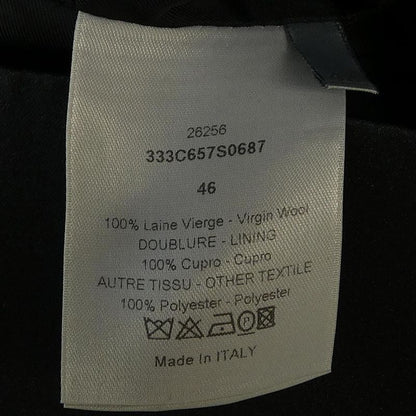 26256
333C657S0687
46
100% Laine Vierge - Virgin Wool
DOUBLURE - LINING
100% Cupro - Cupro
AUTRE TISSU - OTHER TEXTILE
100% Polyester - Polyester
P
Made In ITALY